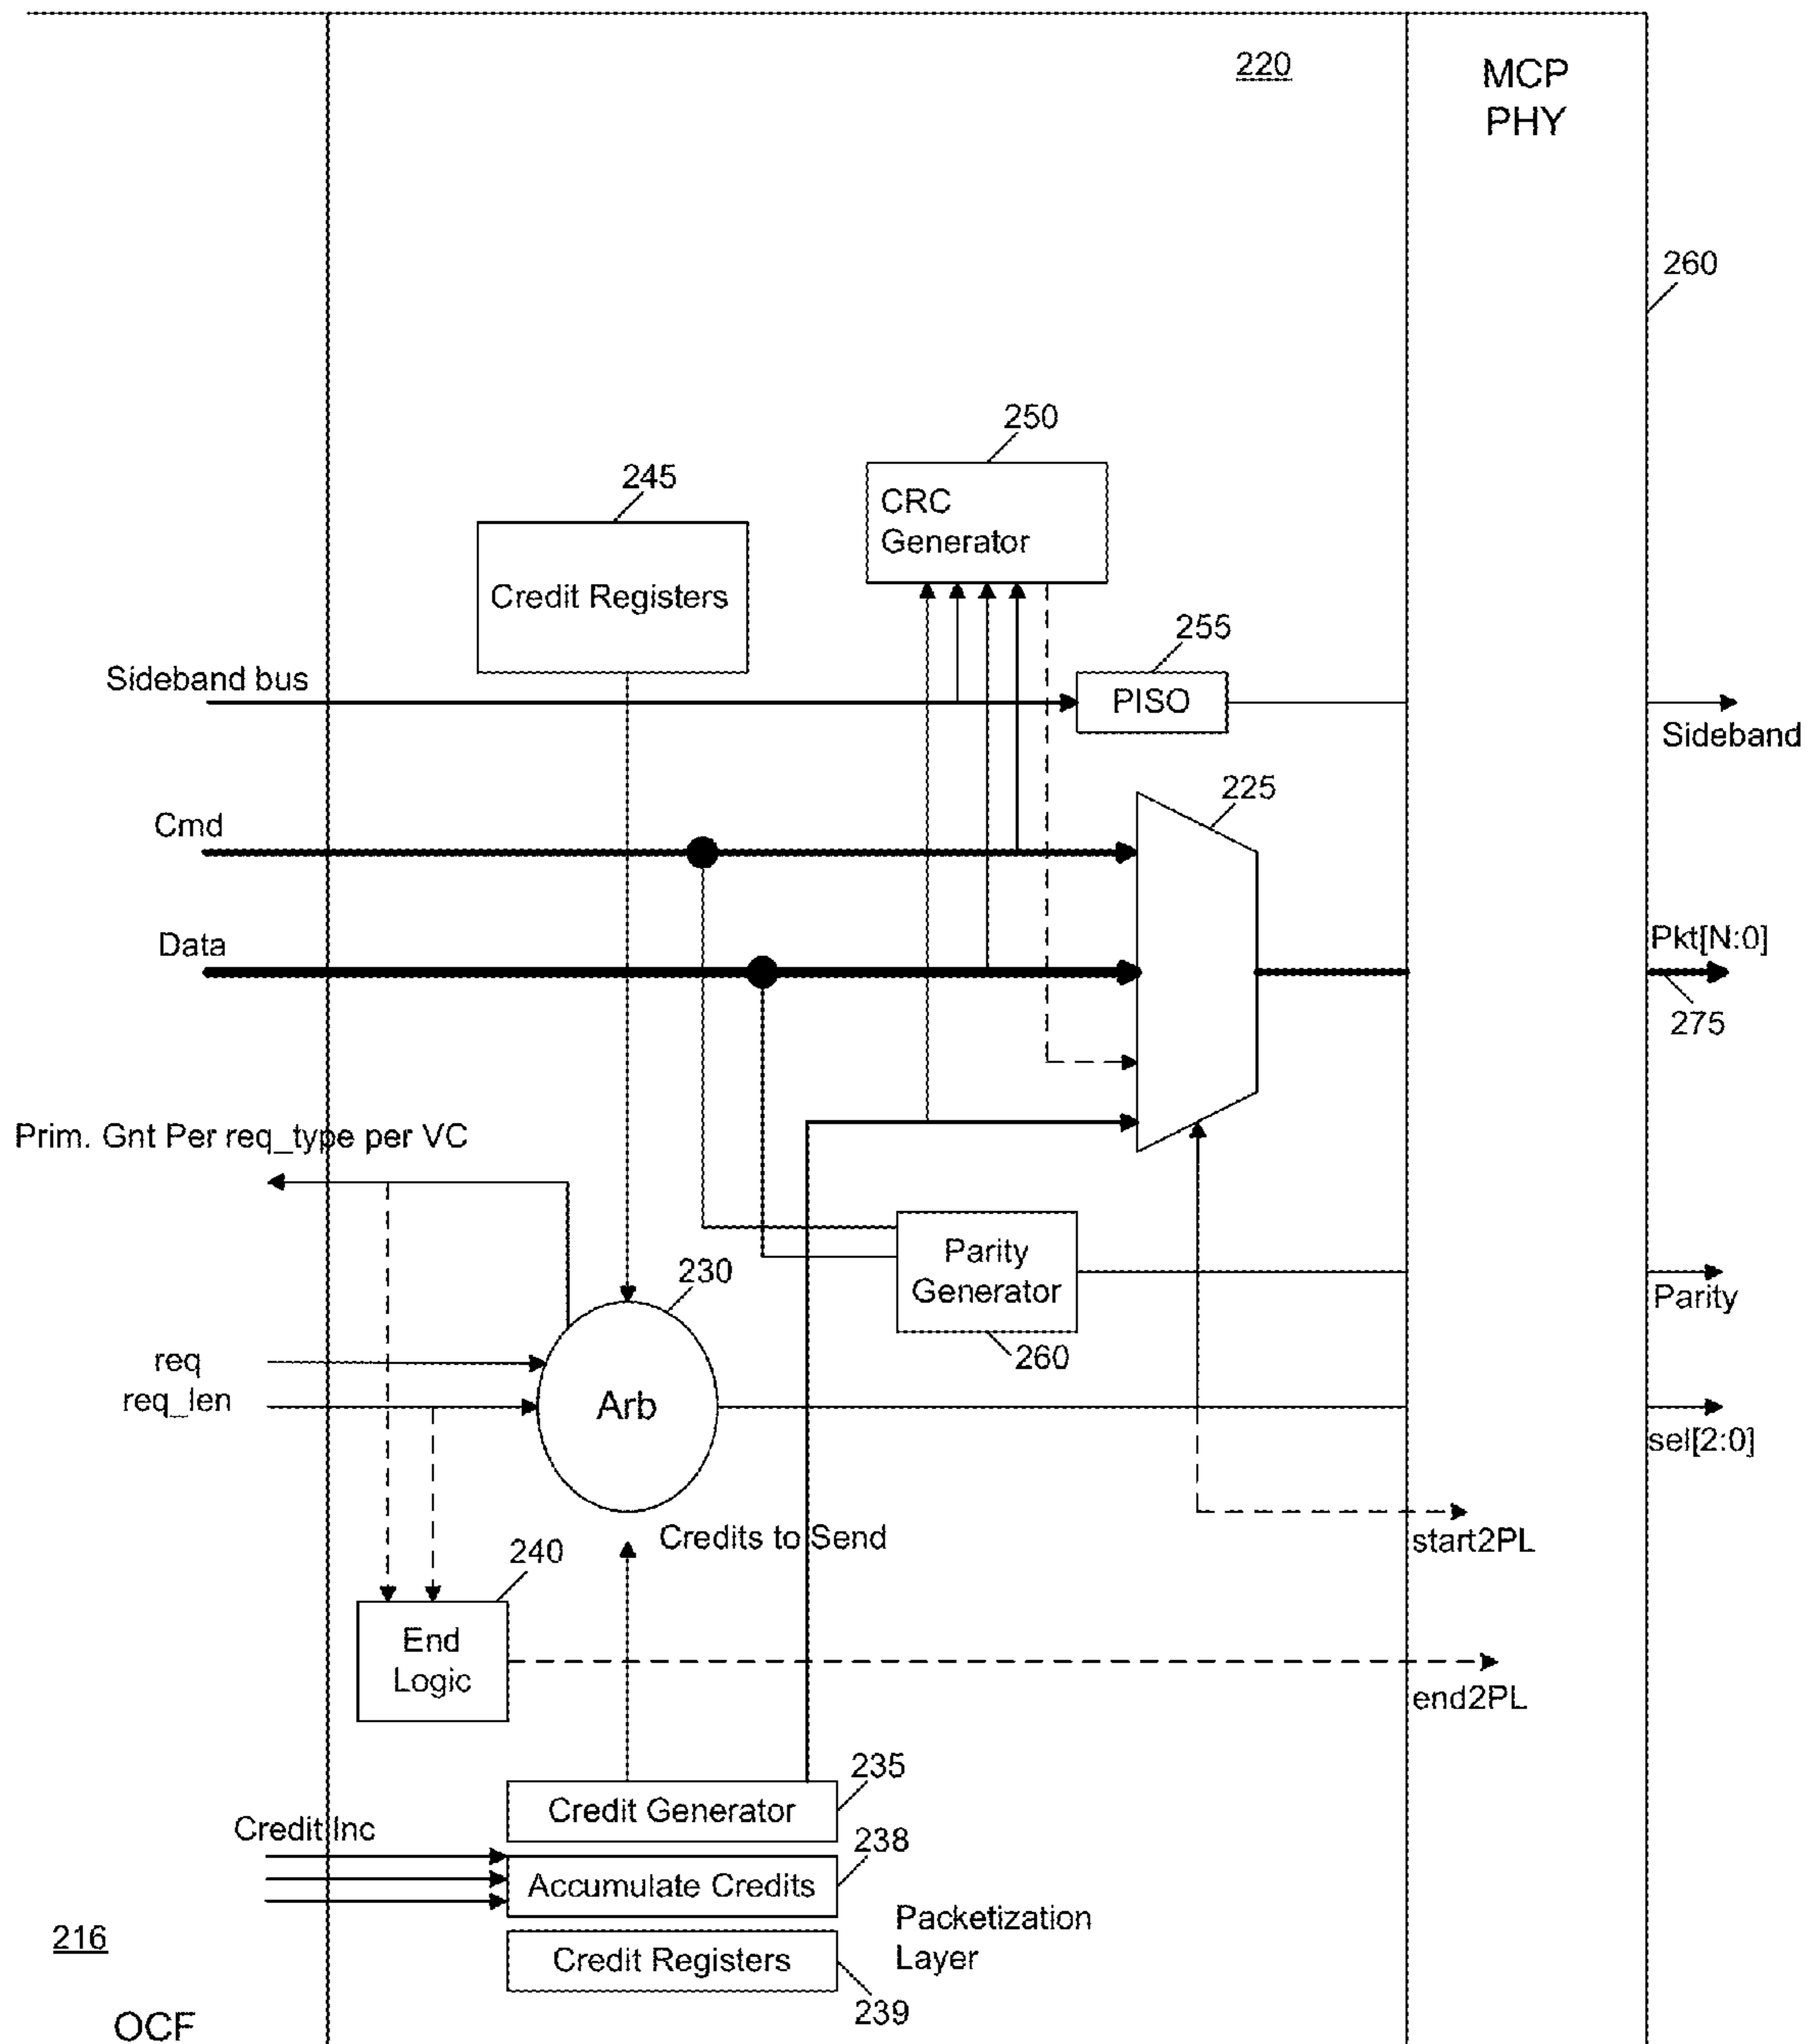 220
MCP
PHY
260
250
245
CRC
Generator
Credit Registers
255
Sideband bus
PISO
Sideband
225
Cmd
Data
Pkt[N:0]
275
Prim. Gnt Per req_type per VC
230
Parity
Generator
Parity
260
req
req_len
Arb
sel[2:0]
Credits to Send
start2PL
240
End
Logic
end2PL
235
Credit Generator
Credit Inc
238
Accumulate Credits
Packetization
Layer
216
Credit Registers
239
OCF